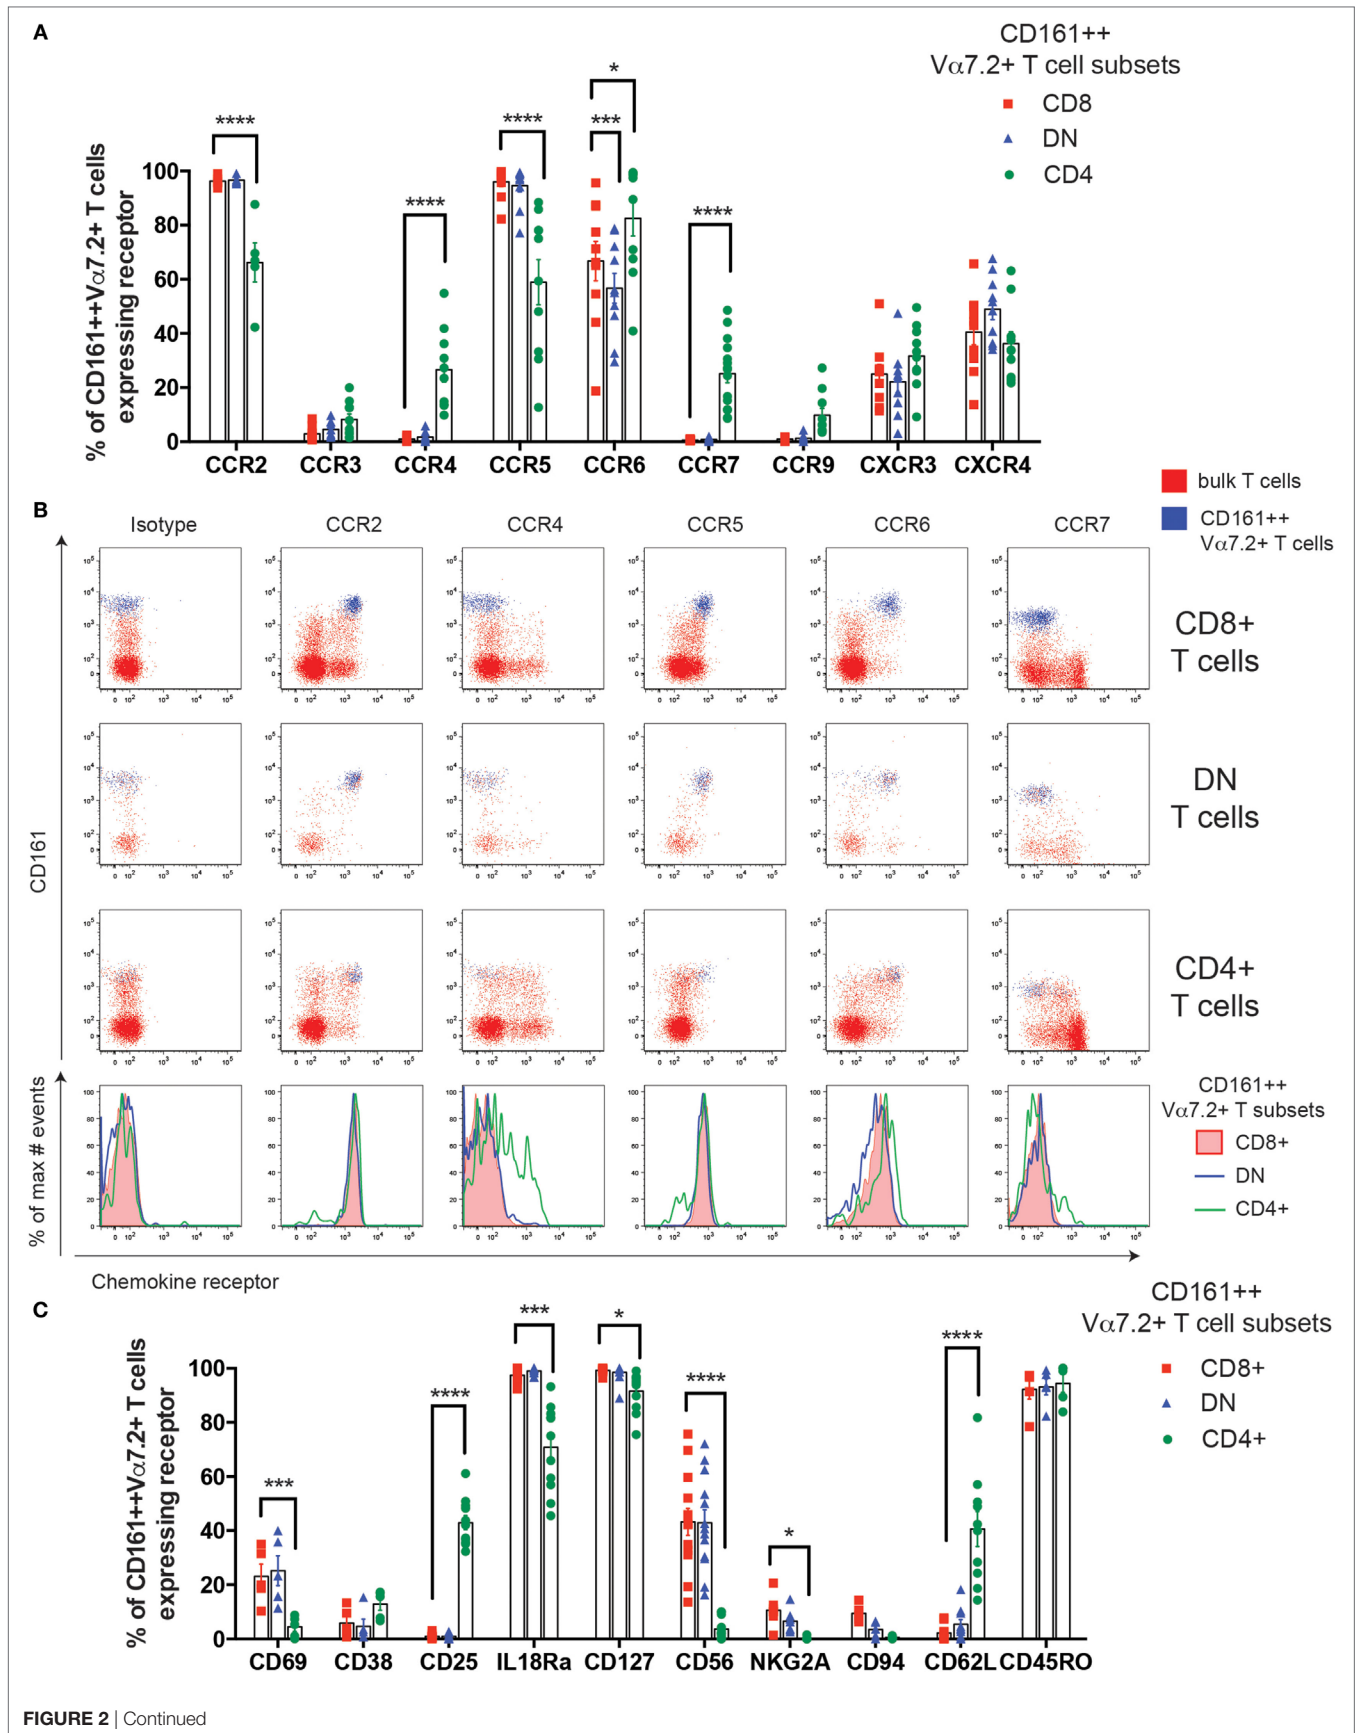 A
CD161++
Vα7.2+ T cell subsets
CD8
DN
CD4
% of CD161++Vα7.2+ T cells
expressing receptor
100
80
60
40
20
0
****
****
****
***
*
****
CCR2 CCR3 CCR4 CCR5 CCR6 CCR7 CCR9 CXCR3 CXCR4
bulk T cells
CD161++
Vα7.2+ T cells
B
Isotype CCR2 CCR4 CCR5 CCR6 CCR7
CD8+
T cells
DN
T cells
CD4+
T cells
CD161
% of max # events
CD161++
Vα7.2+ T subsets
CD8+
DN
CD4+
Chemokine receptor
C
CD161++
Vα7.2+ T cell subsets
CD8+
DN
CD4+
% of CD161++Vα7.2+ T cells
expressing receptor
100
80
60
40
20
0
***
****
***
*
****
*
****
CD69 CD38 CD25 IL18Ra CD127 CD56 NKG2A CD94 CD62L CD45RO
FIGURE 2 | Continued